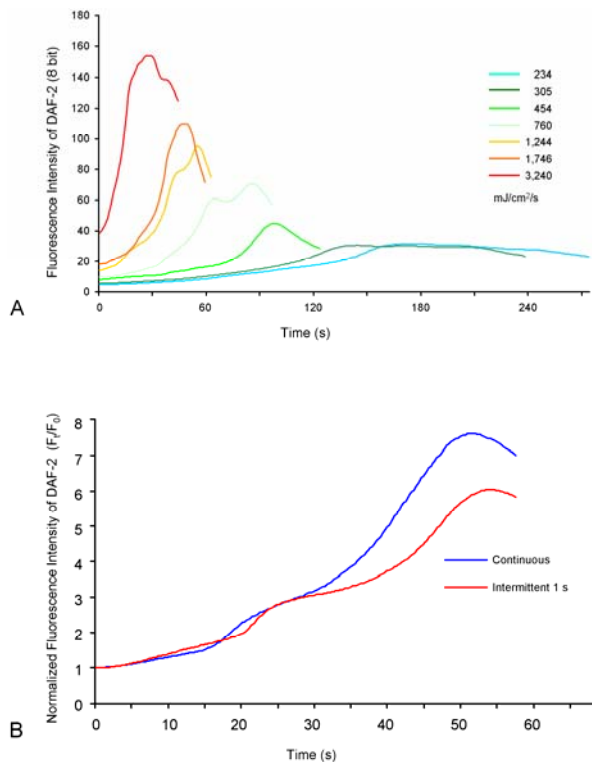 Fluorescence Intensity of DAF-2 (8 bit)
180
160
140
120
100
80
60
40
20
0
0 60 120 180 240
Time (s)
234
305
454
760
1,244
1,746
3,240
mJ/cm²/s
A
Normalized Fluorescence Intensity of DAF-2 (Fₜ/F₀)
8
7
6
5
4
3
2
1
0
0 10 20 30 40 50 60
Time (s)
Continuous
Intermittent 1 s
B